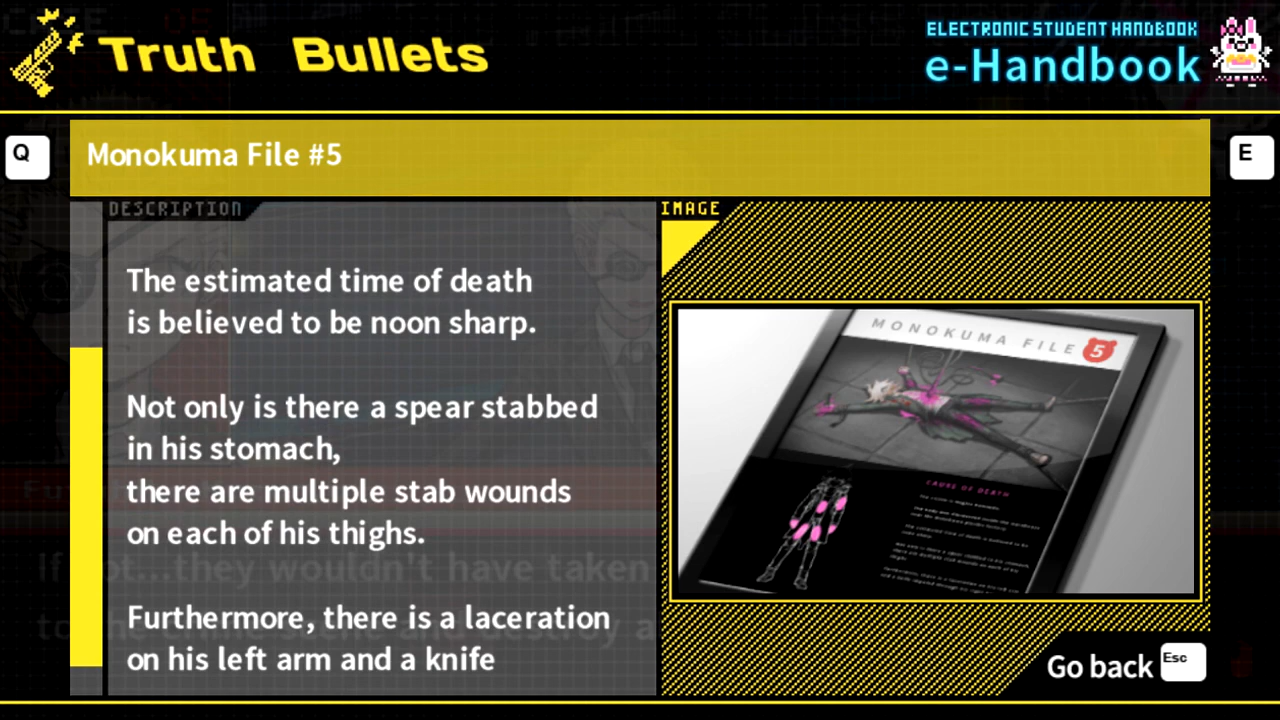 Truth Bullets
ELECTRONIC STUDENT HANDBOOK
e-Handbook
Q
Monokuma File #5
E
DESCRIPTION
The estimated time of death
is believed to be noon sharp.
Not only is there a spear stabbed
in his stomach,
there are multiple stab wounds
on each of his thighs.
Furthermore, there is a laceration
on his left arm and a knife
IMAGE
MONOKUMA FILE 5
CAUSE OF DEATH
Go back Esc